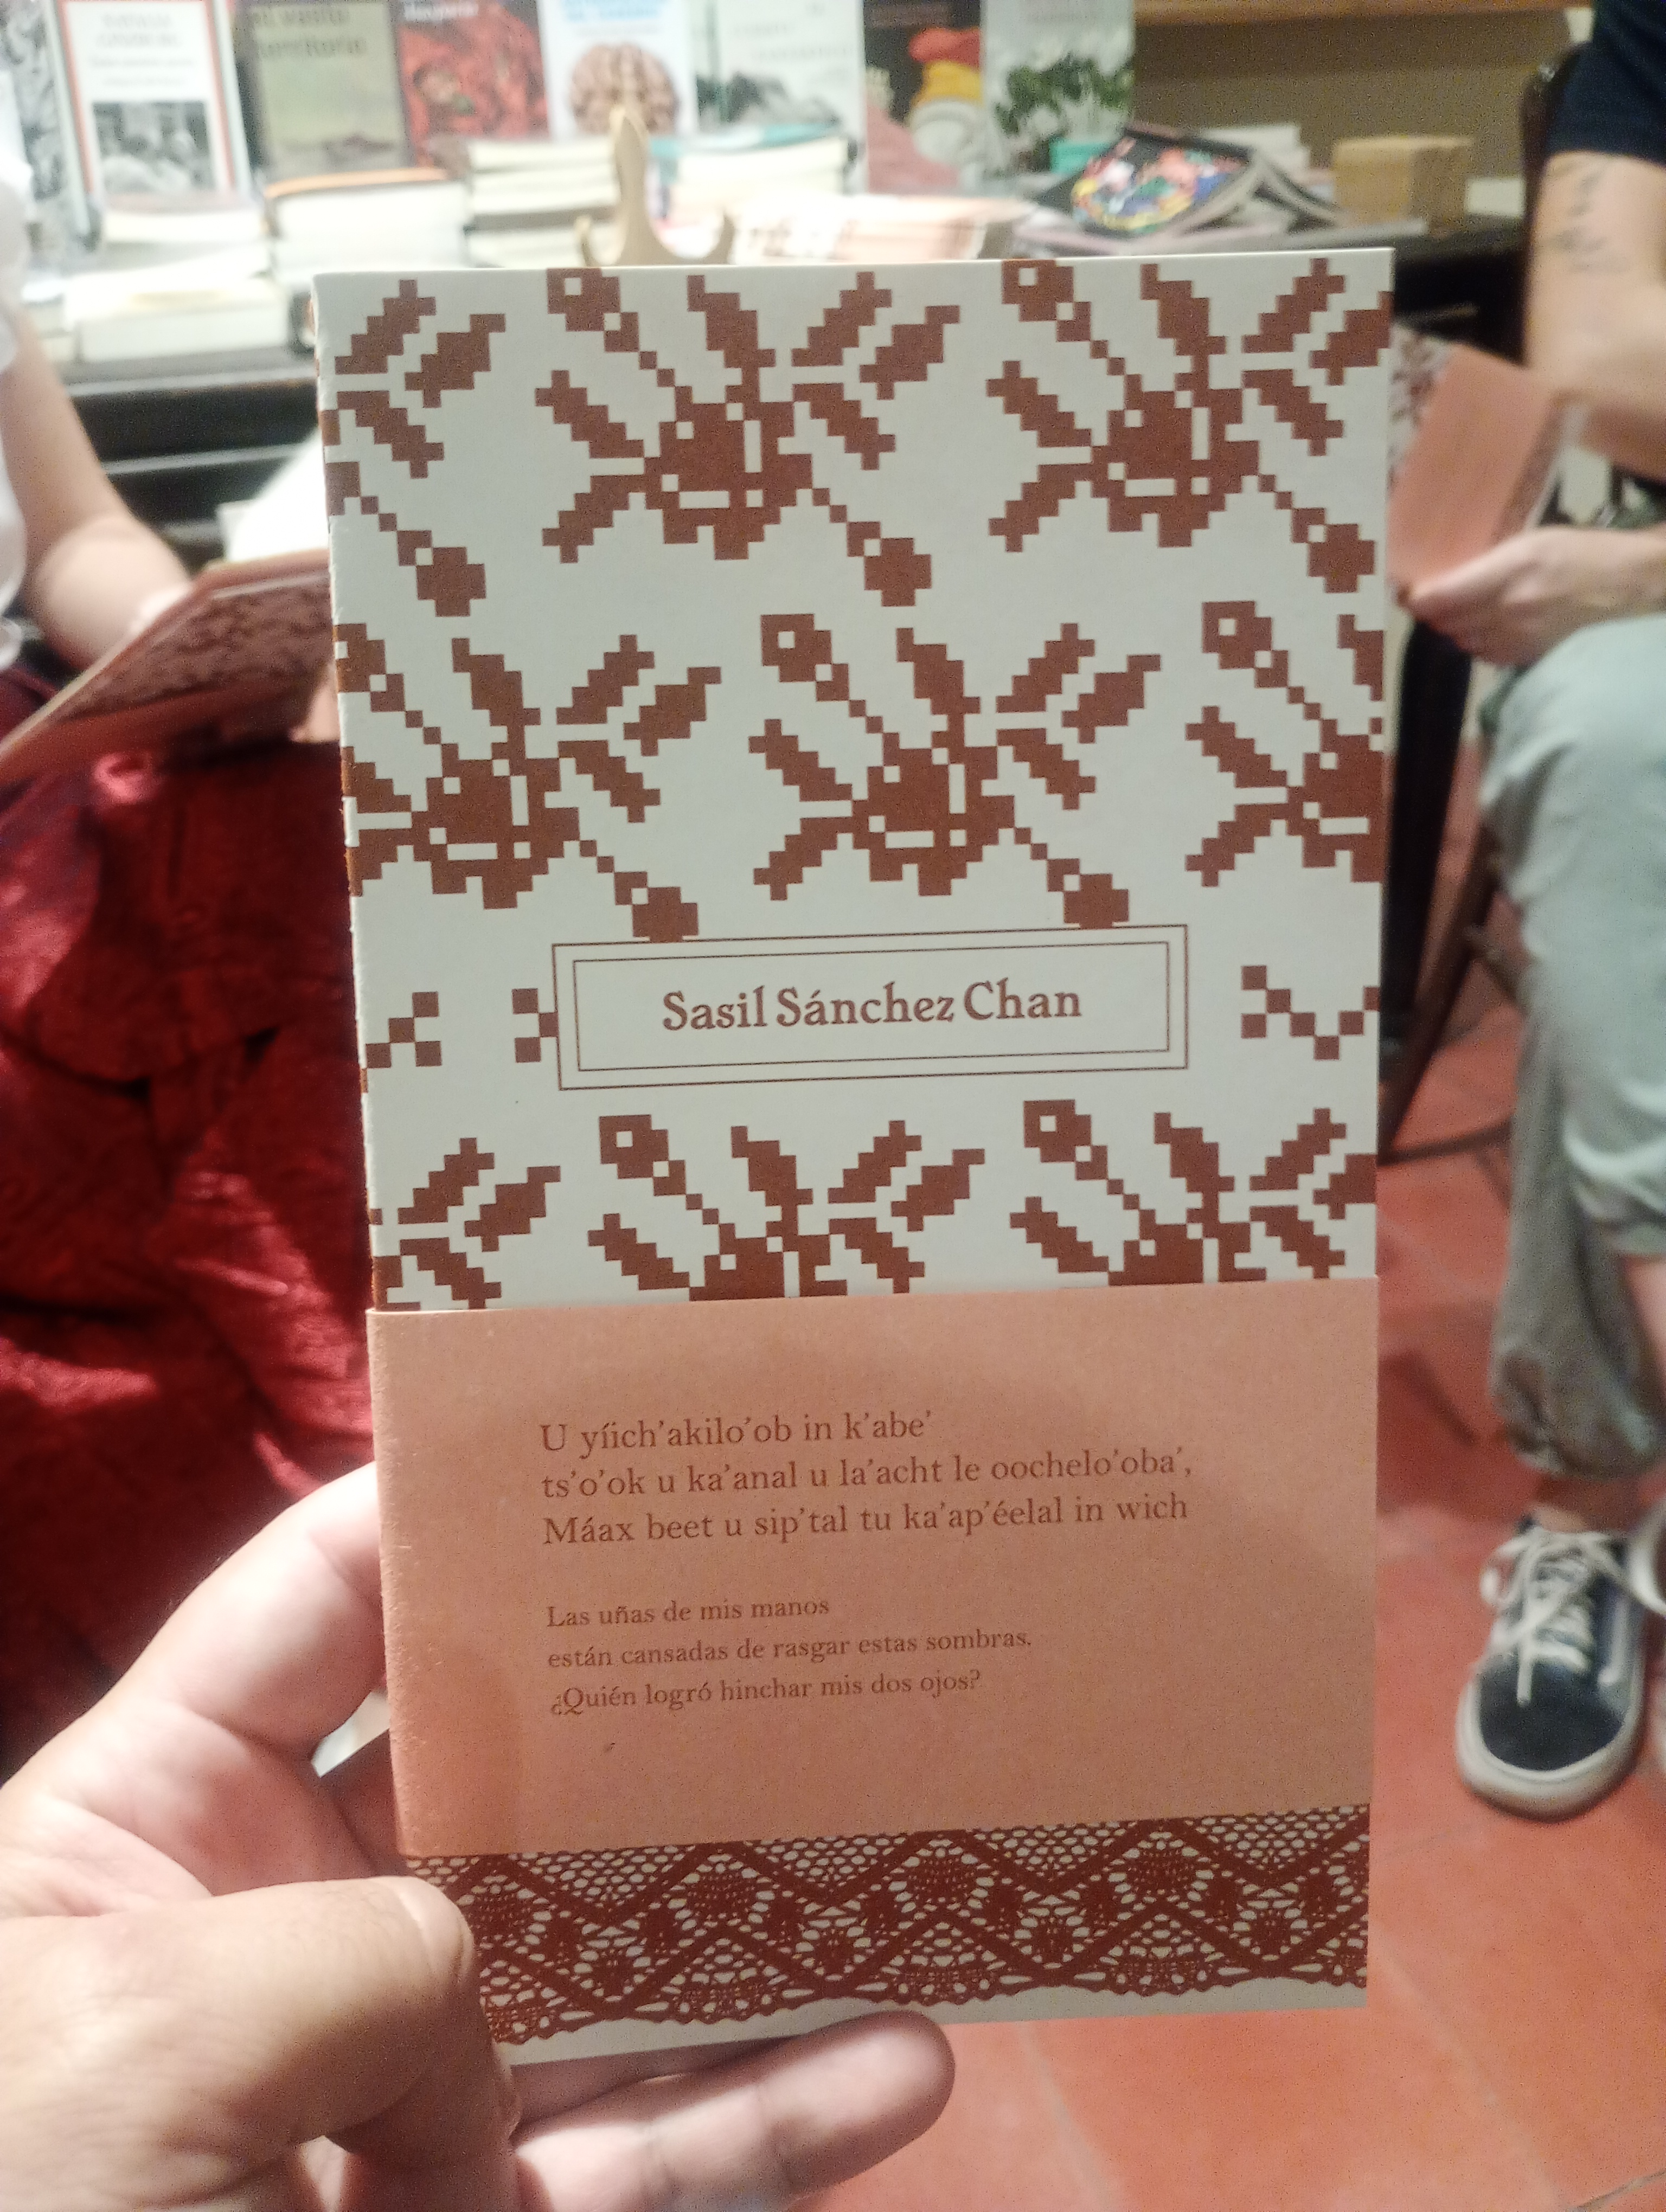 territorio
Sasil Sánchez Chan
U yíich’akilo’ob in k’abe’
ts’o’ok u ka’anal u la’acht le oochelo’oba’,
Máax beet u sip’tal tu ka’ap’éelal in wich
Las uñas de mis manos
están cansadas de rasgar estas sombras.
¿Quién logró hinchar mis dos ojos?